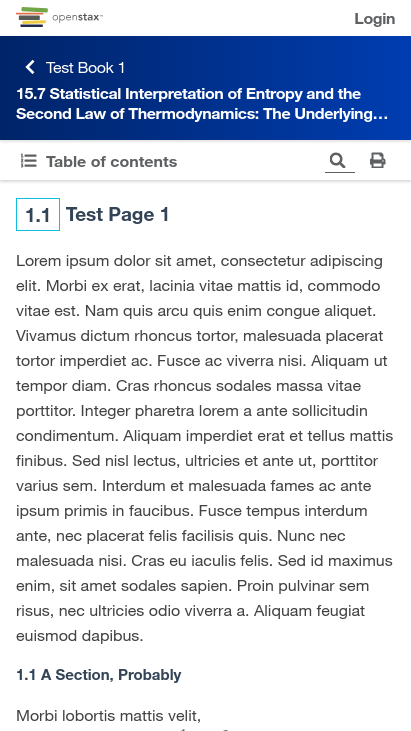 openstax™
Login
Test Book 1
15.7 Statistical Interpretation of Entropy and the
Second Law of Thermodynamics: The Underlying…
Table of contents
1.1 Test Page 1
Lorem ipsum dolor sit amet, consectetur adipiscing
elit. Morbi ex erat, lacinia vitae mattis id, commodo
vitae est. Nam quis arcu quis enim congue aliquet.
Vivamus dictum rhoncus tortor, malesuada placerat
tortor imperdiet ac. Fusce ac viverra nisi. Aliquam ut
tempor diam. Cras rhoncus sodales massa vitae
porttitor. Integer pharetra lorem a ante sollicitudin
condimentum. Aliquam imperdiet erat et tellus mattis
finibus. Sed nisl lectus, ultricies et ante ut, porttitor
varius sem. Interdum et malesuada fames ac ante
ipsum primis in faucibus. Fusce tempus interdum
ante, nec placerat felis facilisis quis. Nunc nec
malesuada nisi. Cras eu iaculis felis. Sed id maximus
enim, sit amet sodales sapien. Proin pulvinar sem
risus, nec ultricies odio viverra a. Aliquam feugiat
euismod dapibus.
1.1 A Section, Probably
Morbi lobortis mattis velit,